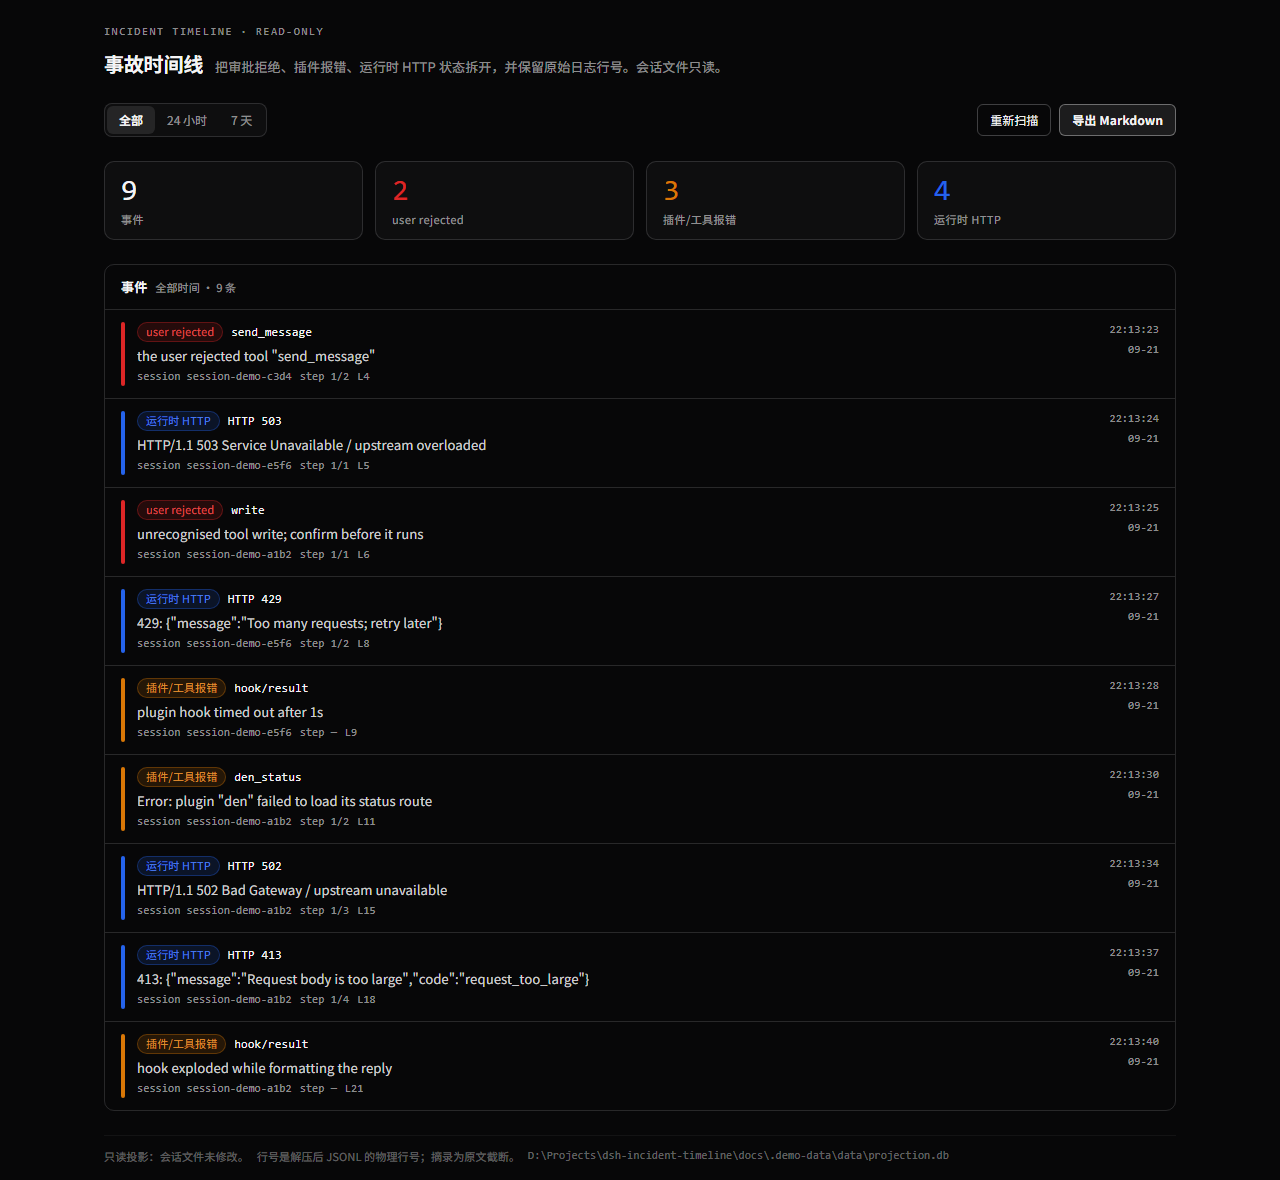 INCIDENT TIMELINE · READ-ONLY
事故时间线 把审批拒绝、插件报错、运行时 HTTP 状态拆开，并保留原始日志行号。会话文件只读。
全部 24 小时 7 天 重新扫描 导出 Markdown
9 2 3 4
事件 user rejected 插件/工具报错 运行时 HTTP
事件 全部时间 · 9 条
user rejected send_message 22:13:23
the user rejected tool "send_message" 09-21
session session-demo-c3d4 step 1/2 L4
运行时 HTTP HTTP 503 22:13:24
HTTP/1.1 503 Service Unavailable / upstream overloaded 09-21
session session-demo-e5f6 step 1/1 L5
user rejected write 22:13:25
unrecognised tool write; confirm before it runs 09-21
session session-demo-a1b2 step 1/1 L6
运行时 HTTP HTTP 429 22:13:27
429: {"message":"Too many requests; retry later"} 09-21
session session-demo-e5f6 step 1/2 L8
插件/工具报错 hook/result 22:13:28
plugin hook timed out after 1s 09-21
session session-demo-e5f6 step — L9
插件/工具报错 den_status 22:13:30
Error: plugin "den" failed to load its status route 09-21
session session-demo-a1b2 step 1/2 L11
运行时 HTTP HTTP 502 22:13:34
HTTP/1.1 502 Bad Gateway / upstream unavailable 09-21
session session-demo-a1b2 step 1/3 L15
运行时 HTTP HTTP 413 22:13:37
413: {"message":"Request body is too large","code":"request_too_large"} 09-21
session session-demo-a1b2 step 1/4 L18
插件/工具报错 hook/result 22:13:40
hook exploded while formatting the reply 09-21
session session-demo-a1b2 step — L21
只读投影：会话文件未修改。 行号是解压后 JSONL 的物理行号；摘录为原文截断。 D:\Projects\dsh-incident-timeline\docs\.demo-data\data\projection.db